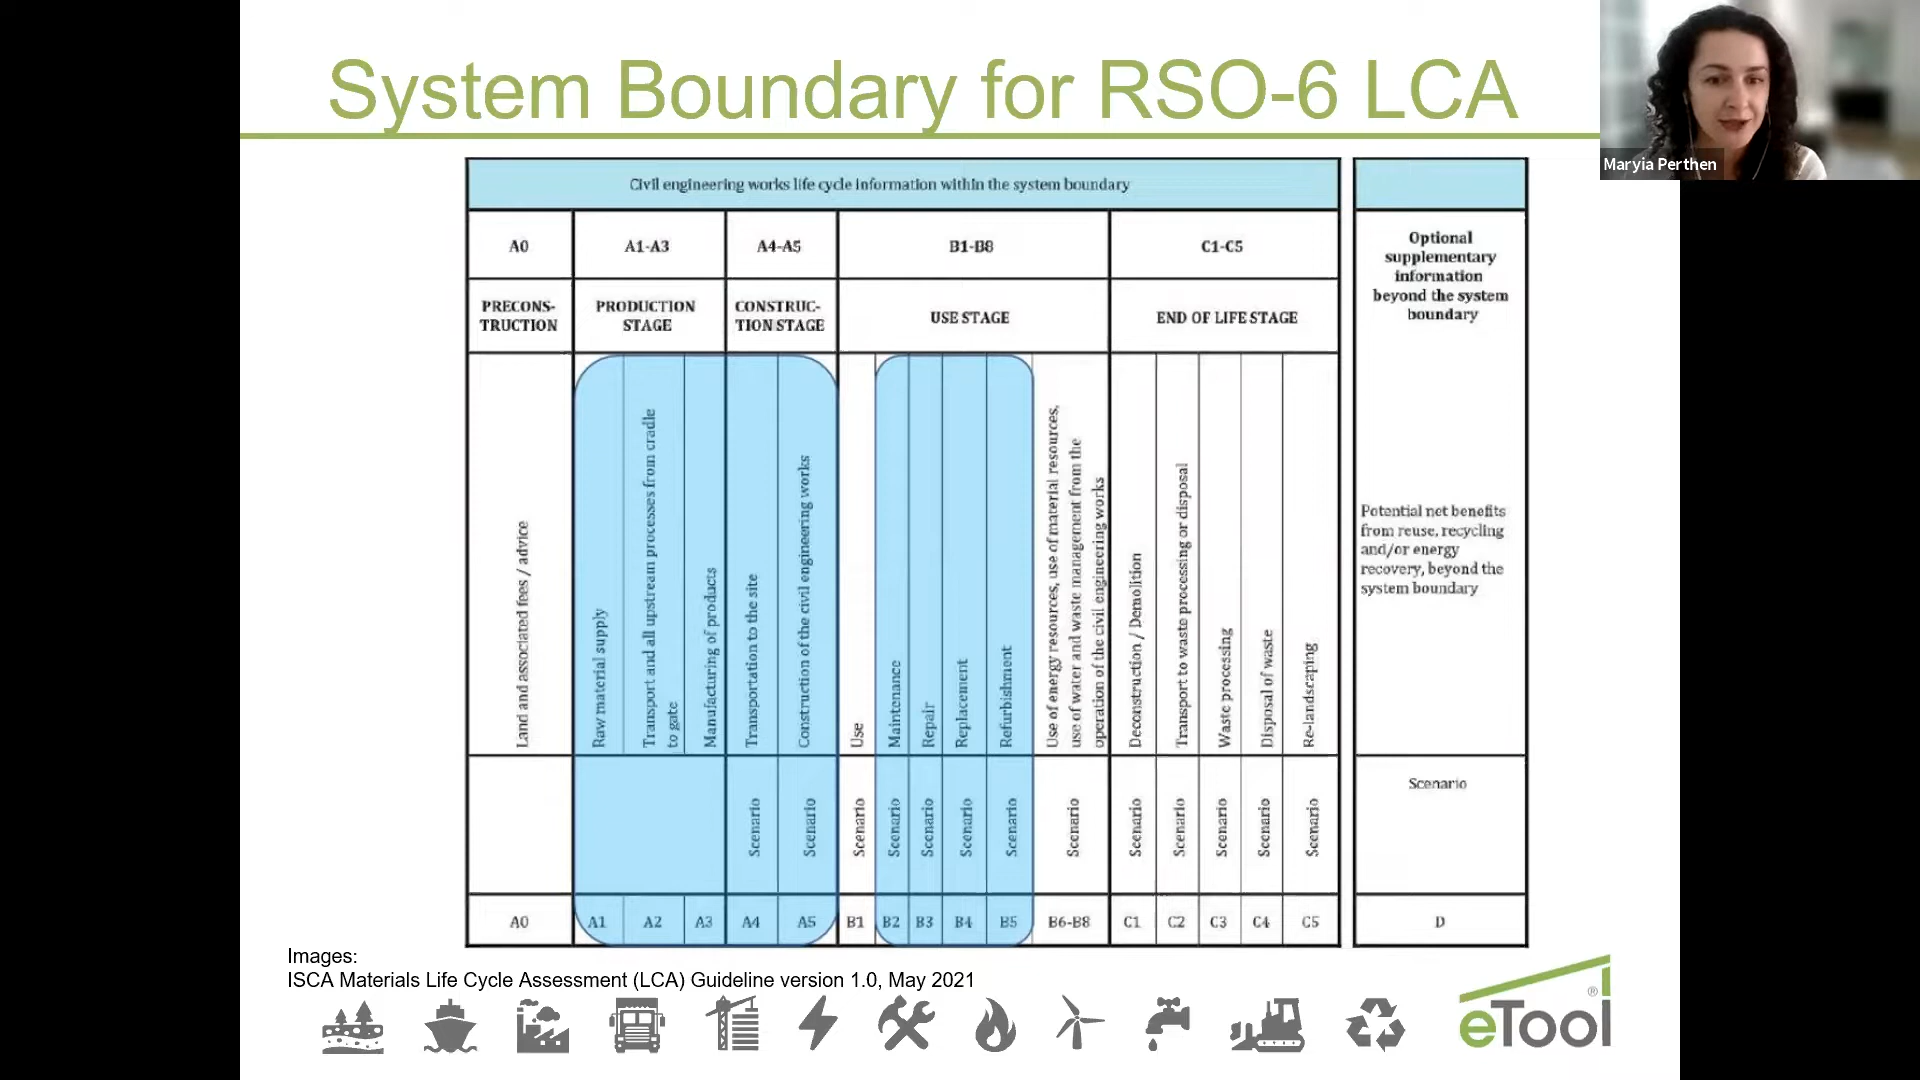 System Boundary for RSO-6 LCA
Maryia Perthen
Civil engineering works life cycle information within the system boundary
A0
A1-A3
A4-A5
B1-B8
C1-C5
Optional
supplementary
information
beyond the system
boundary
PRECONS-
TRUCTION
PRODUCTION
STAGE
CONSTRUC-
TION STAGE
USE STAGE
END OF LIFE STAGE
Land and associated fees / advice
Raw material supply
Transport and all upstream processes from cradle
to gate
Manufacturing of products
Transportation to the site
Construction of the civil engineering works
Use
Maintenance
Repair
Replacement
Refurbishment
Use of energy resources, use of material resources,
use of water and waste management from the
operation of the civil engineering works
Deconstruction / Demolition
Transport to waste processing or disposal
Waste processing
Disposal of waste
Re-landscaping
Potential net benefits
from reuse, recycling
and/or energy
recovery, beyond the
system boundary
Scenario
Scenario
Scenario
Scenario
Scenario
Scenario
Scenario
Scenario
Scenario
Scenario
Scenario
Scenario
Scenario
Scenario
A0
A1
A2
A3
A4
A5
B1
B2
B3
B4
B5
B6-B8
C1
C2
C3
C4
C5
D
Images:
ISCA Materials Life Cycle Assessment (LCA) Guideline version 1.0, May 2021
eTool®